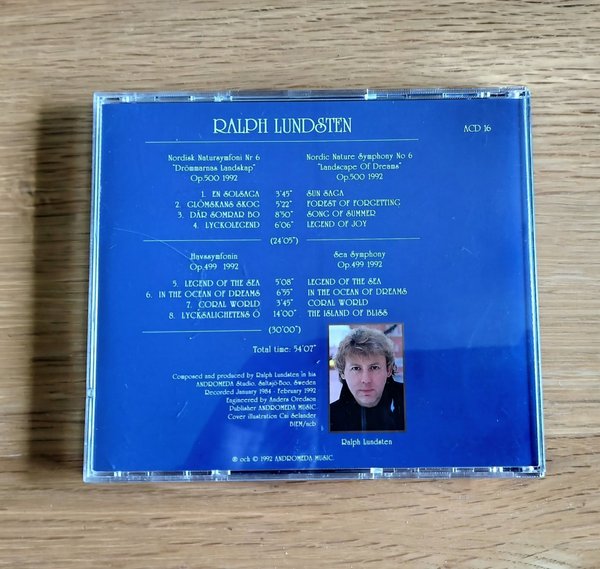 RALPH LUNDSTEN
ACD 16
Nordisk Natursymfoni Nr 6
"Drömmarnas Landskap"
Op.500 1992
Nordic Nature Symphony No 6
"Landscape Of Dreams"
Op.500 1992
1. EN SOLSAGA 3'45" SUN SAGA
2. GLÖMSKANS SKOG 5'22" FOREST OF FORGETTING
3. DÄR SOMRAR BO 8'50" SONG OF SUMMER
4. LYCKOLEGEND 6'06" LEGEND OF JOY
(24'05")
Havssymfonin
Op.499 1992
Sea Symphony
Op.499 1992
5. LEGEND OF THE SEA 5'08" LEGEND OF THE SEA
6. IN THE OCEAN OF DREAMS 6'55" IN THE OCEAN OF DREAMS
7. CORAL WORLD 3'45" CORAL WORLD
8. LYCKSALIGHETENS Ö 14'00" THE ISLAND OF BLISS
(30'00")
Total time: 54'07"
Composed and produced by Ralph Lundsten in his
ANDROMEDA Studio, Saltsjö-Boo, Sweden
Recorded January 1984 - February 1992
Engineered by Anders Oredson
Publisher ANDROMEDA MUSIC
Cover illustration Caj Selander
BIEM/ncb
Ralph Lundsten
℗ och © 1992 ANDROMEDA MUSIC.